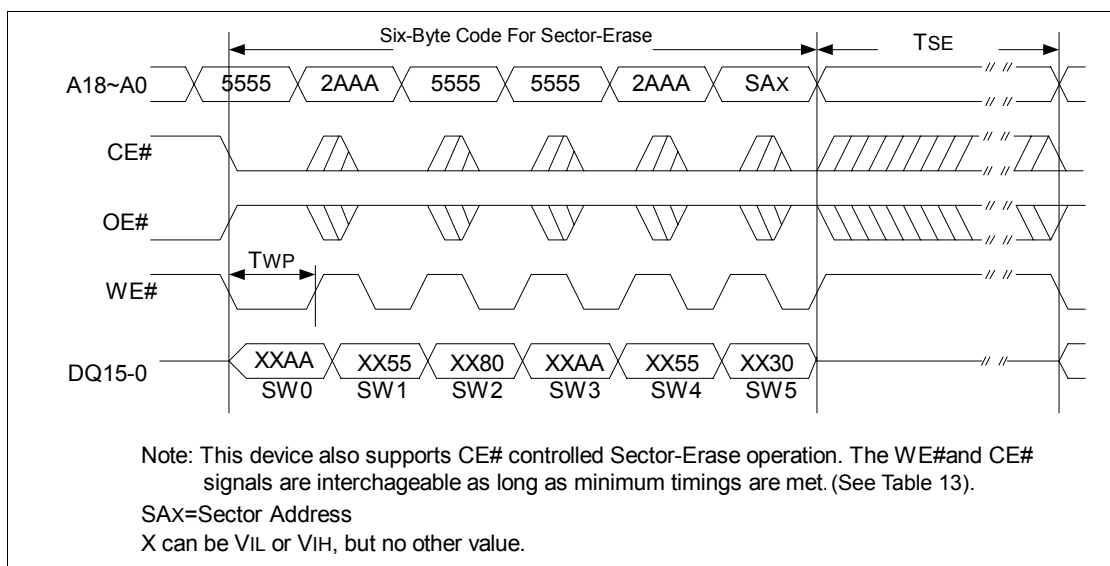 Six-Byte Code For Sector-Erase TSE
A18~A0 5555 2AAA 5555 5555 2AAA SAX
CE#
OE#
TWP
WE#
XXAA XX55 XX80 XXAA XX55 XX30
DQ15-0
SW0 SW1 SW2 SW3 SW4 SW5
Note: This device also supports CE# controlled Sector-Erase operation. The WE#and CE#
signals are interchageable as long as minimum timings are met. (See Table 13).
SAX=Sector Address
X can be VIL or VIH, but no other value.